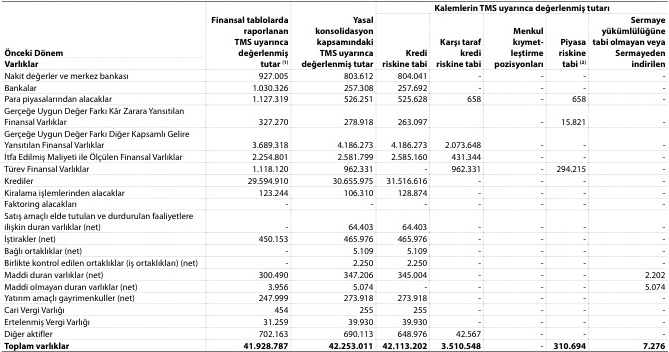 Kalemlerin TMS uyarınca değerlenmiş tutarı
Önceki Dönem
Varlıklar
Finansal tablolarda raporlanan TMS uyarınca değerlenmiş tutar (1)
Yasal konsolidasyon kapsamındaki TMS uyarınca değerlenmiş tutar
Kredi riskine tabi
Karşı taraf kredi riskine tabi
Menkul kıymet-leştirme pozisyonları
Piyasa riskine tabi (2)
Sermaye yükümlülüğüne tabi olmayan veya Sermayeden indirilen
Nakit değerler ve merkez bankası 927.005 803.612 804.041 - - - -
Bankalar 1.030.326 257.308 257.692 - - - -
Para piyasalarından alacaklar 1.127.319 526.251 525.628 658 - 658 -
Gerçeğe Uygun Değer Farkı Kâr Zarara Yansıtılan
Finansal Varlıklar 327.270 278.918 263.097 - - 15.821 -
Gerçeğe Uygun Değer Farkı Diğer Kapsamlı Gelire
Yansıtılan Finansal Varlıklar 3.689.318 4.186.273 4.186.273 2.073.648 - - -
İtfa Edilmiş Maliyeti ile Ölçülen Finansal Varlıklar 2.254.801 2.581.799 2.585.160 431.344 - - -
Türev Finansal Varlıklar 1.118.120 962.331 - 962.331 - 294.215 -
Krediler 29.594.910 30.655.975 31.516.616 - - - -
Kiralama işlemlerinden alacaklar 123.244 106.310 128.874 - - - -
Faktoring alacakları - - - - - - -
Satış amaçlı elde tutulan ve durdurulan faaliyetlere
ilişkin duran varlıklar (net) - 64.403 64.403 - - - -
İştirakler (net) 450.153 465.976 465.976 - - - -
Bağlı ortaklıklar (net) - 5.109 5.109 - - - -
Birlikte kontrol edilen ortaklıklar (iş ortaklıkları) (net) - 2.250 2.250 - - - -
Maddi duran varlıklar (net) 300.490 347.206 345.004 - - - 2.202
Maddi olmayan duran varlıklar (net) 3.956 5.074 - - - - 5.074
Yatırım amaçlı gayrimenkuller (net) 247.999 273.918 273.918 - - - -
Cari Vergi Varlığı 454 255 255 - - - -
Ertelenmiş Vergi Varlığı 31.259 39.930 39.930 - - - -
Diğer aktifler 702.163 690.113 648.976 42.567 - - -
Toplam varlıklar 41.928.787 42.253.011 42.113.202 3.510.548 - 310.694 7.276